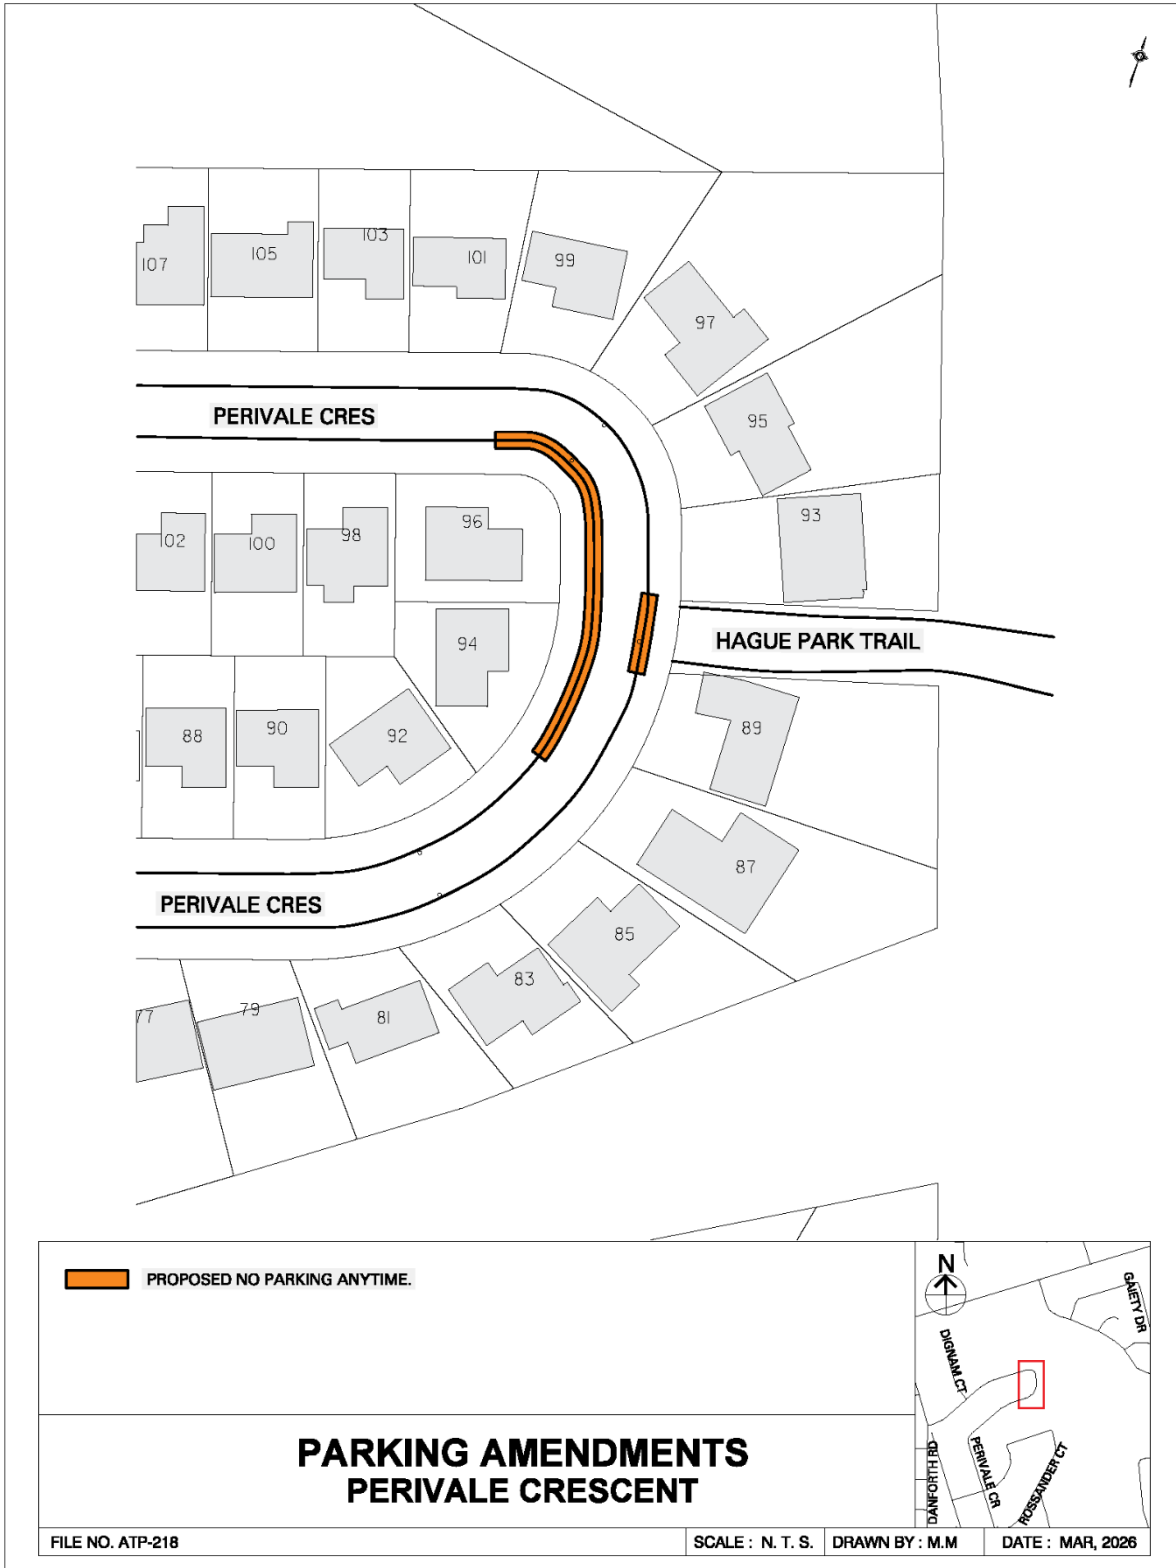 103
105
107
101
99
97
PERIVALE CRES
95
93
96
98
102
100
94
HAGUE PARK TRAIL
88
90
92
89
87
PERIVALE CRES
85
83
77
79
81
PROPOSED NO PARKING ANYTIME.
N
GAIETY DR
DIGNAM CT
DANFORTH RD
PERIVALE CR
ROSSANDER CT
PARKING AMENDMENTS
PERIVALE CRESCENT
FILE NO. ATP-218
SCALE : N. T. S.
DRAWN BY : M.M
DATE : MAR, 2026